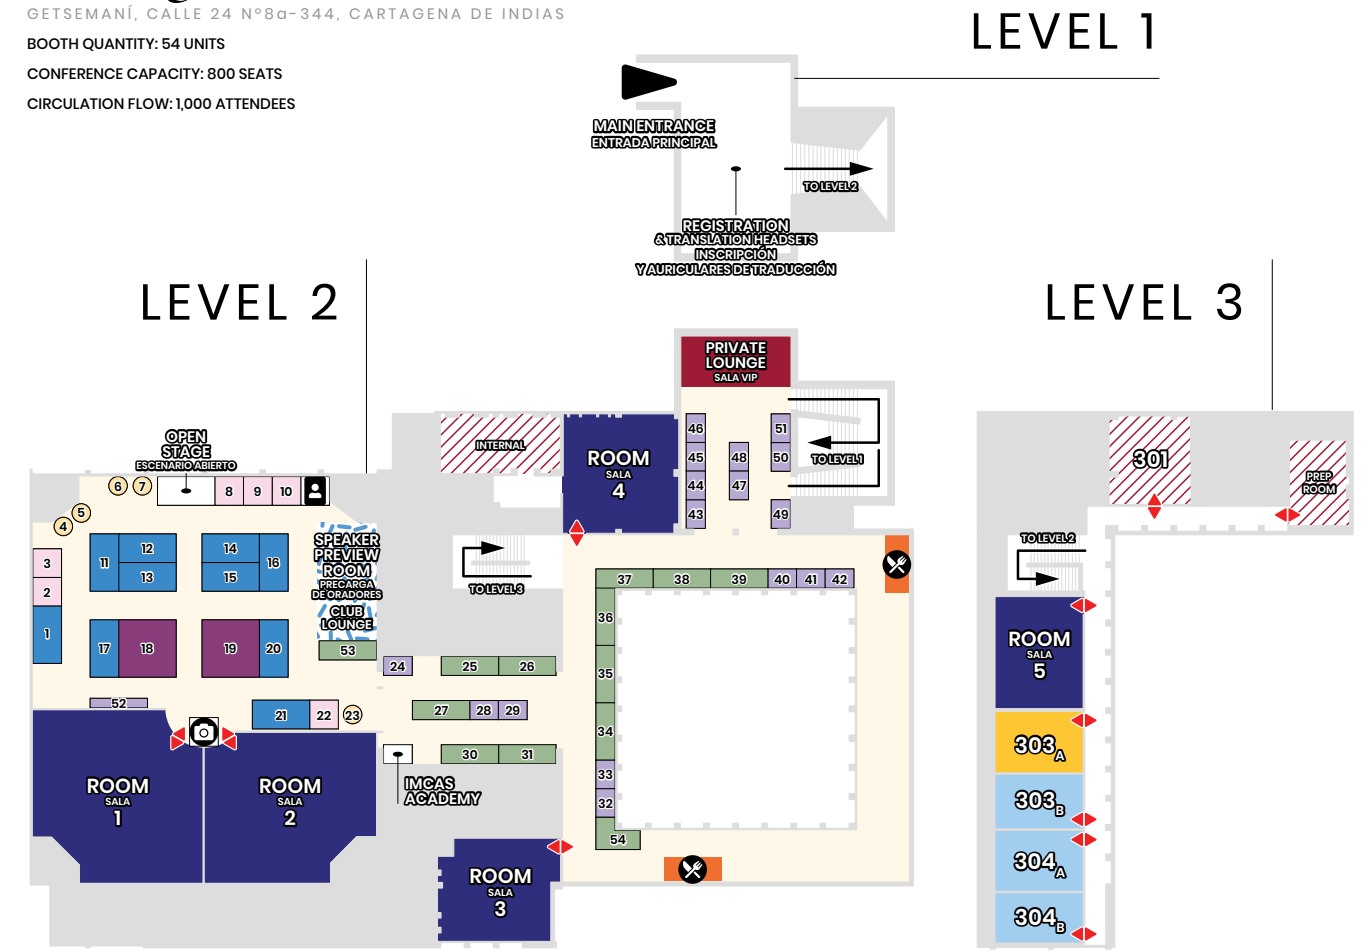 GETSEMANÍ, CALLE 24 Nº8a-344, CARTAGENA DE INDIAS
BOOTH QUANTITY: 54 UNITS
CONFERENCE CAPACITY: 800 SEATS
CIRCULATION FLOW: 1,000 ATTENDEES
LEVEL 1
MAIN ENTRANCE
ENTRADA PRINCIPAL
TO LEVEL 2
REGISTRATION
& TRANSLATION HEADSETS
INSCRIPCIÓN
Y AURICULARES DE TRADUCCIÓN
LEVEL 2
PRIVATE
LOUNGE
SALA VIP
INTERNAL
ROOM
SALA
4
46
45
44
43
48
47
51
50
49
TO LEVEL 1
OPEN
STAGE
ESCENARIO ABIERTO
6
7
8
9
10
5
4
3
2
1
11
12
13
14
15
16
17
18
19
20
SPEAKER
PREVIEW
ROOM
PRECARGA
DE ORADORES
CLUB
LOUNGE
53
TO LEVEL 3
37
38
39
40
41
42
36
35
34
33
32
54
24
25
26
27
28
29
30
31
52
21
22
23
IMCAS
ACADEMY
ROOM
SALA
1
ROOM
SALA
2
ROOM
SALA
3
LEVEL 3
301
PREP
ROOM
TO LEVEL 2
ROOM
SALA
5
303A
303B
304A
304B